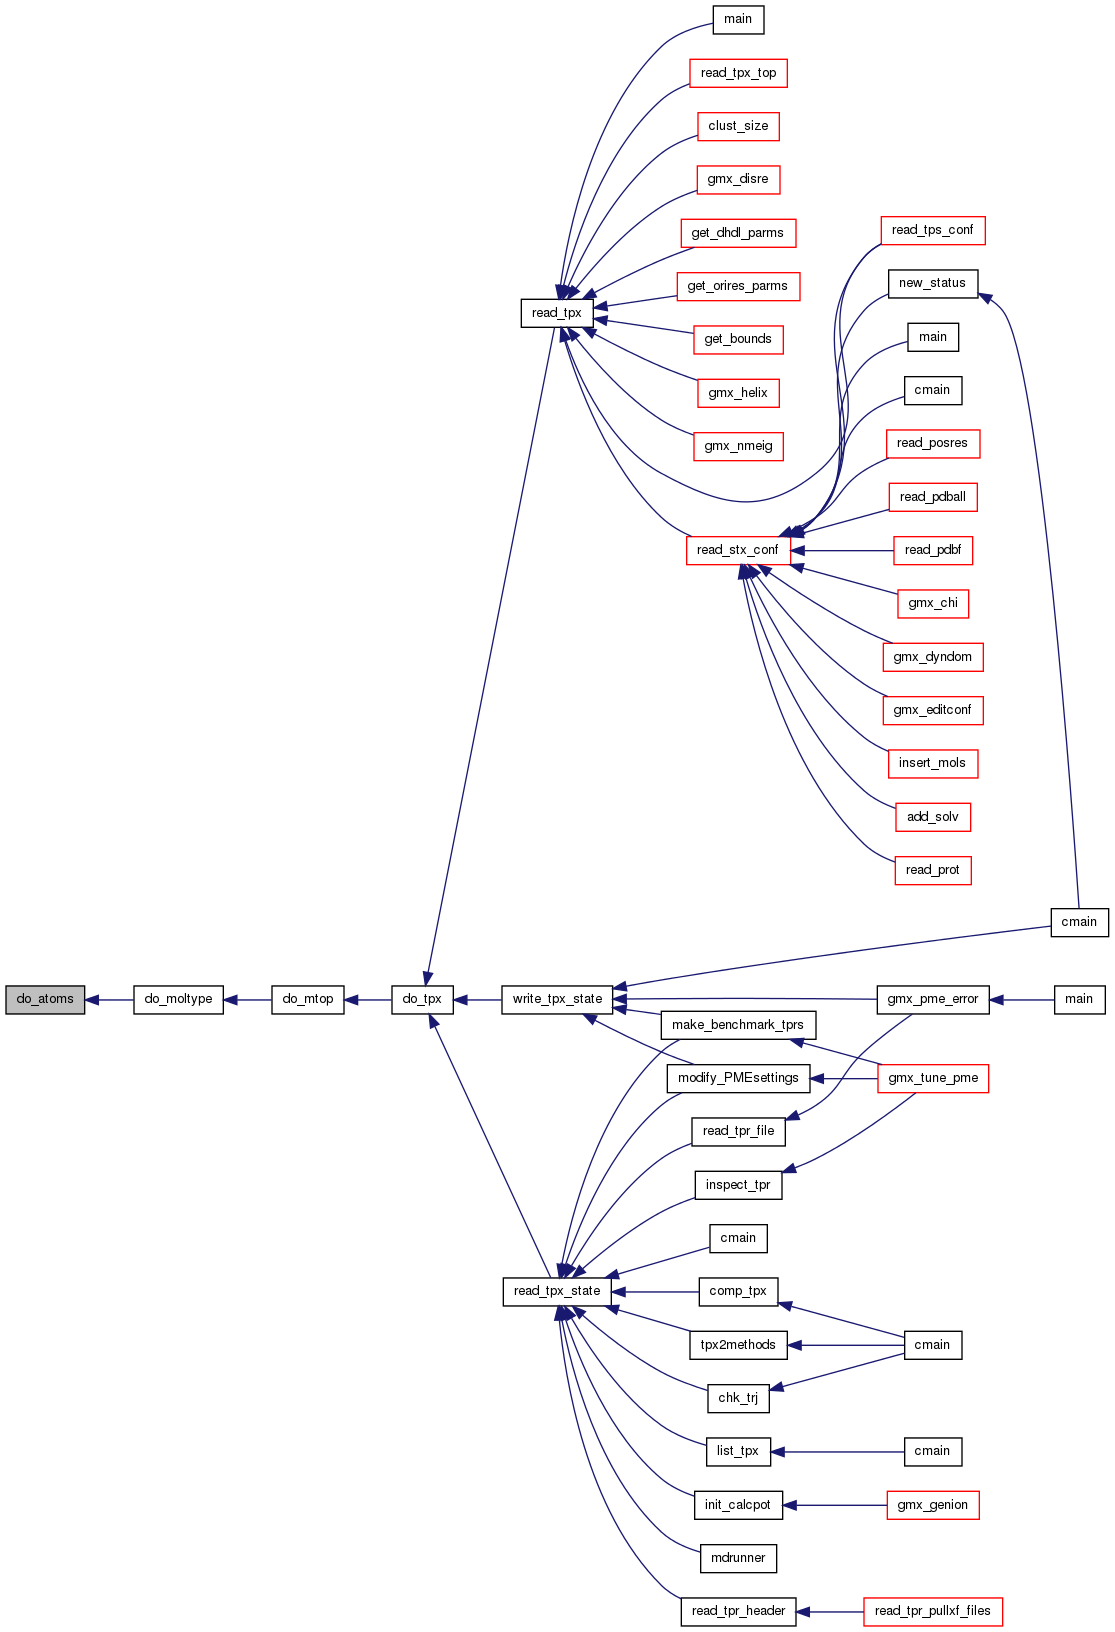 main
read_tpx_top
clust_size
gmx_disre
get_dhdl_parms
read_tps_conf
new_status
get_orires_parms
read_tpx
get_bounds
main
gmx_helix
cmain
gmx_nmeig
read_posres
read_pdball
read_stx_conf
read_pdbf
gmx_chi
gmx_dyndom
gmx_editconf
insert_mols
add_solv
read_prot
cmain
do_atoms
do_moltype
do_mtop
do_tpx
write_tpx_state
gmx_pme_error
main
make_benchmark_tprs
modify_PMEsettings
gmx_tune_pme
read_tpr_file
inspect_tpr
cmain
read_tpx_state
comp_tpx
tpx2methods
cmain
chk_trj
list_tpx
cmain
init_calcpot
gmx_genion
mdrunner
read_tpr_header
read_tpr_pullxf_files